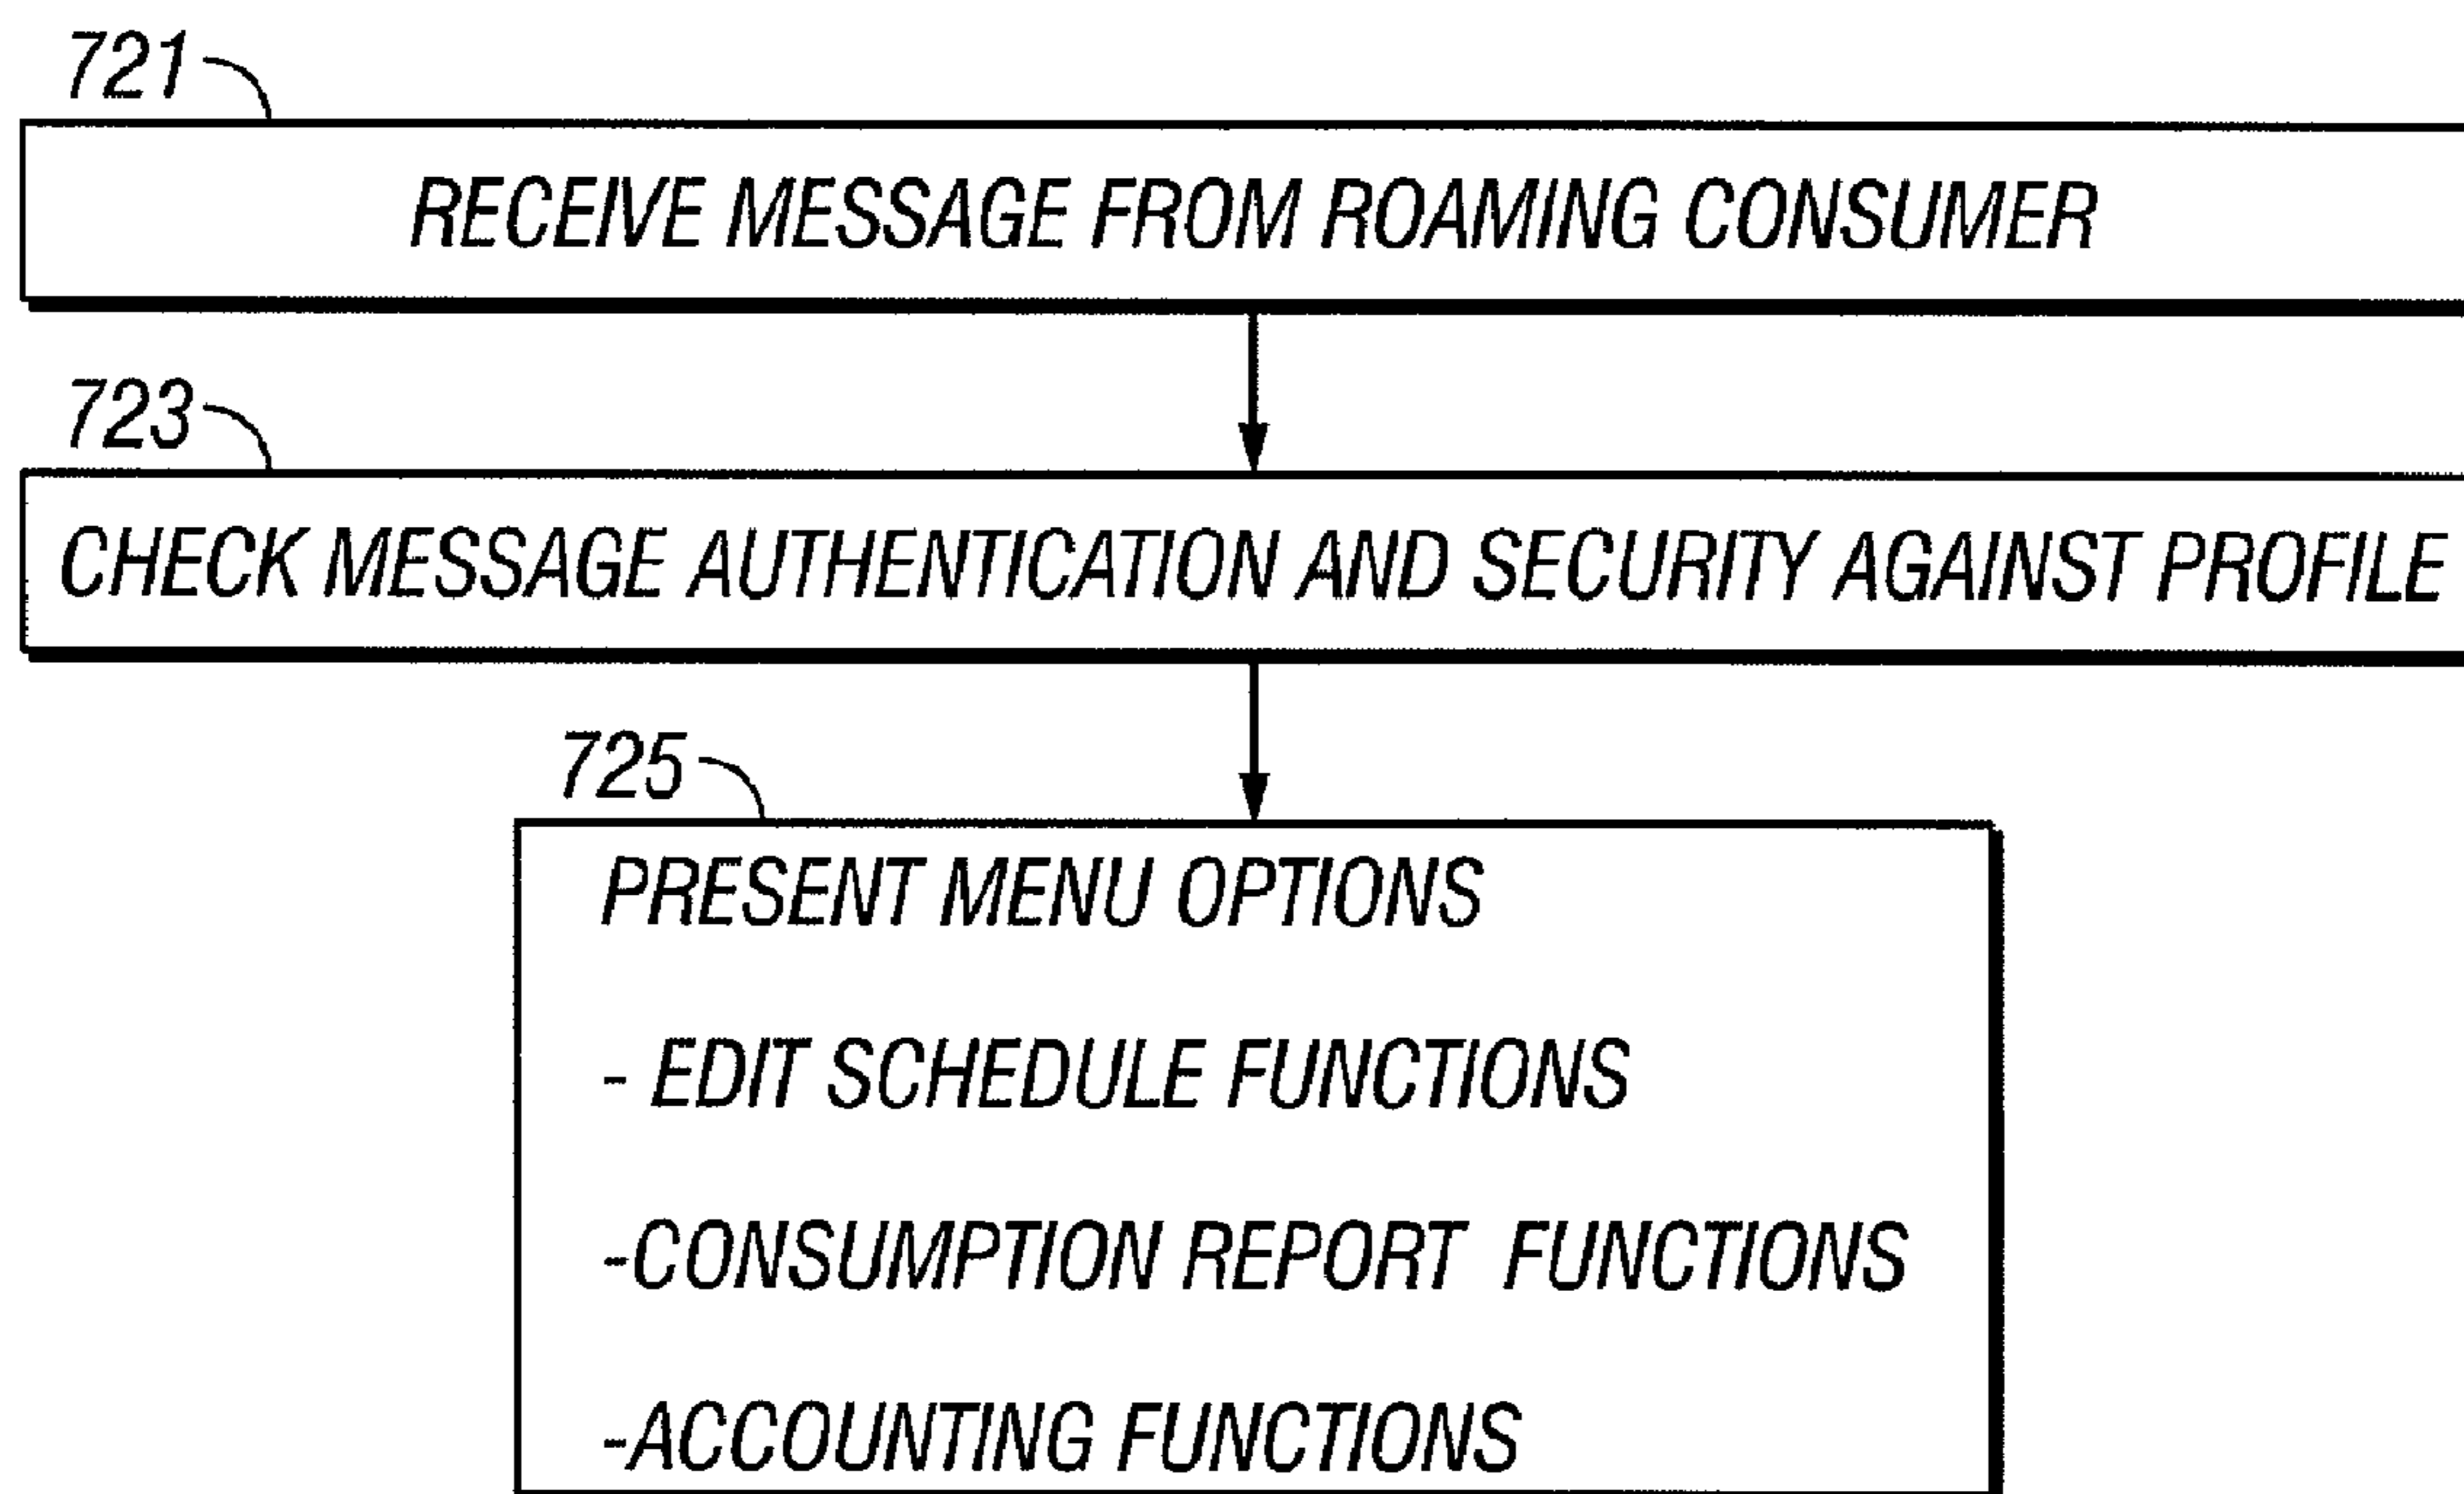 721
RECEIVE MESSAGE FROM ROAMING CONSUMER
723
CHECK MESSAGE AUTHENTICATION AND SECURITY AGAINST PROFILE
725
PRESENT MENU OPTIONS
- EDIT SCHEDULE FUNCTIONS
-CONSUMPTION REPORT FUNCTIONS
-ACCOUNTING FUNCTIONS